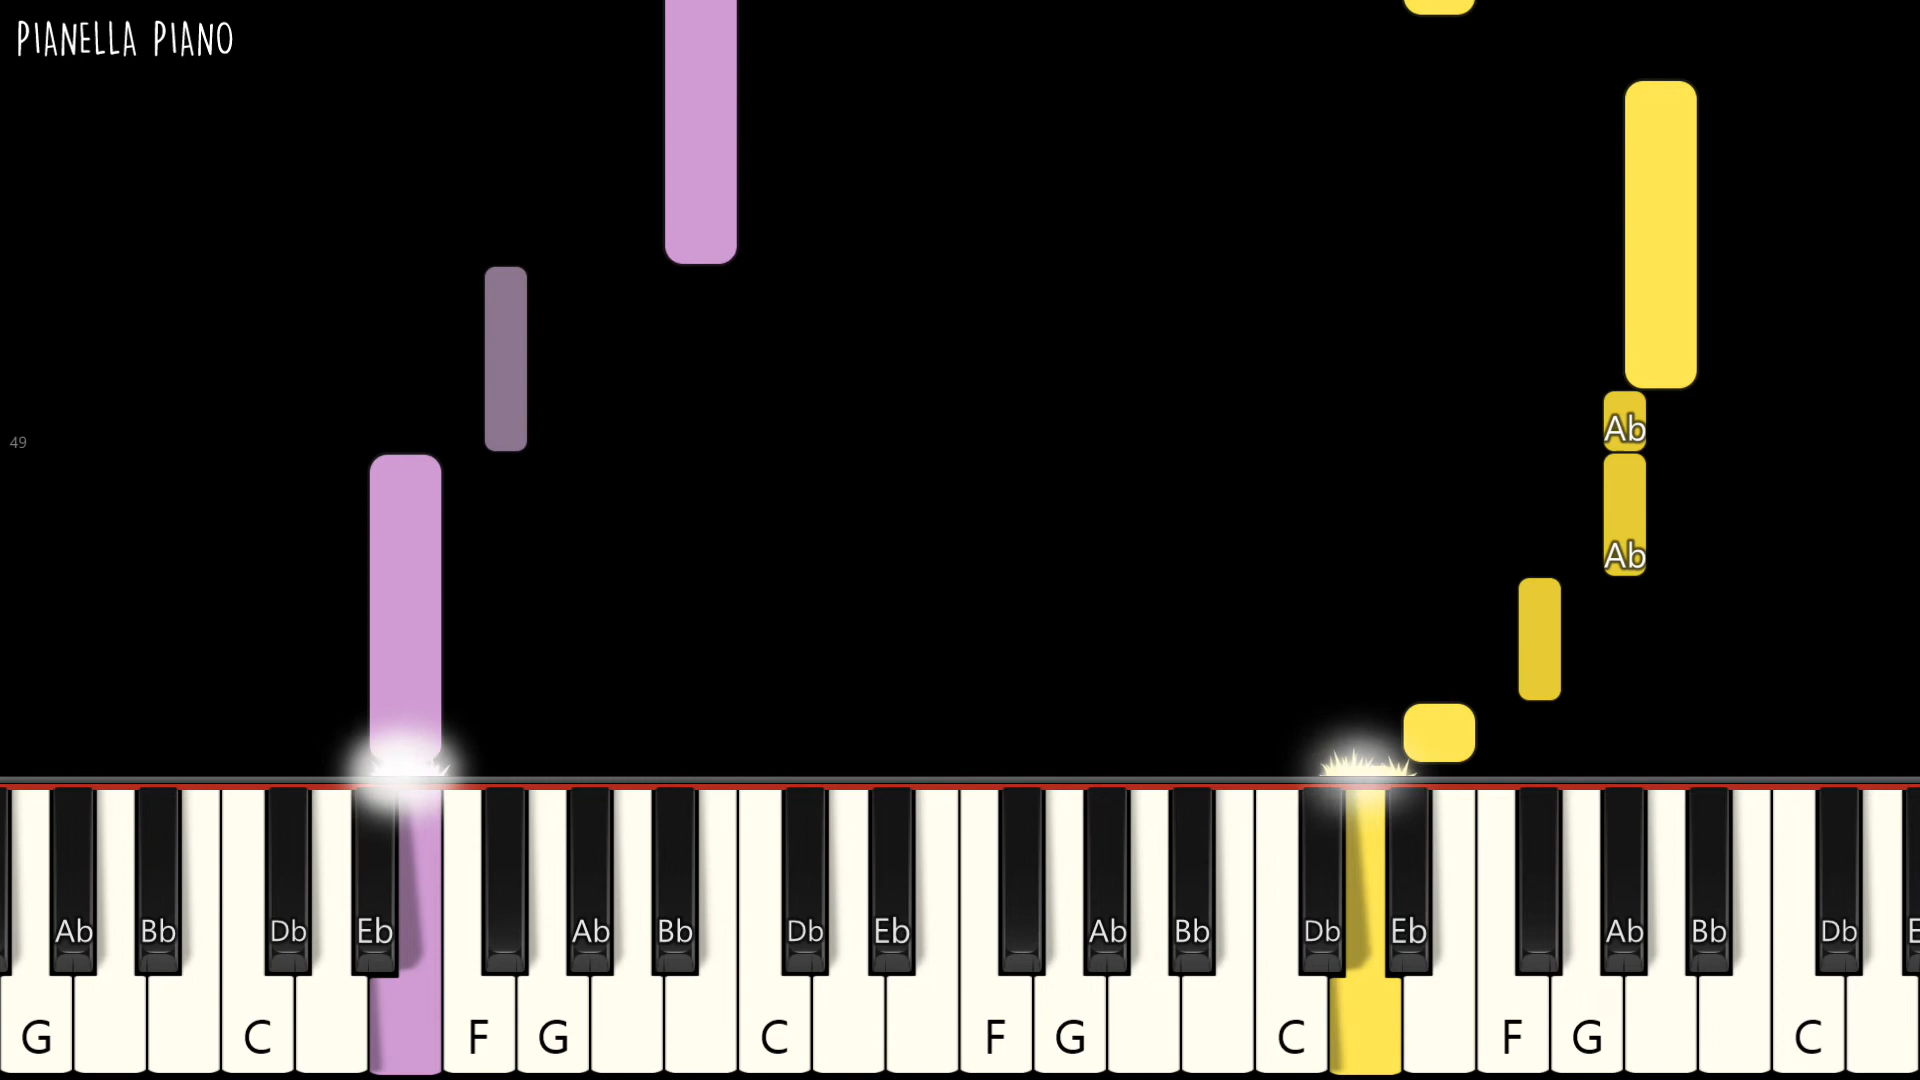 PIANELLA PIANO
49
Ab
Ab
Ab Bb Db Eb Ab Bb Db Eb Ab Bb Db Eb Ab Bb Db E
G C F G C F G C F G C